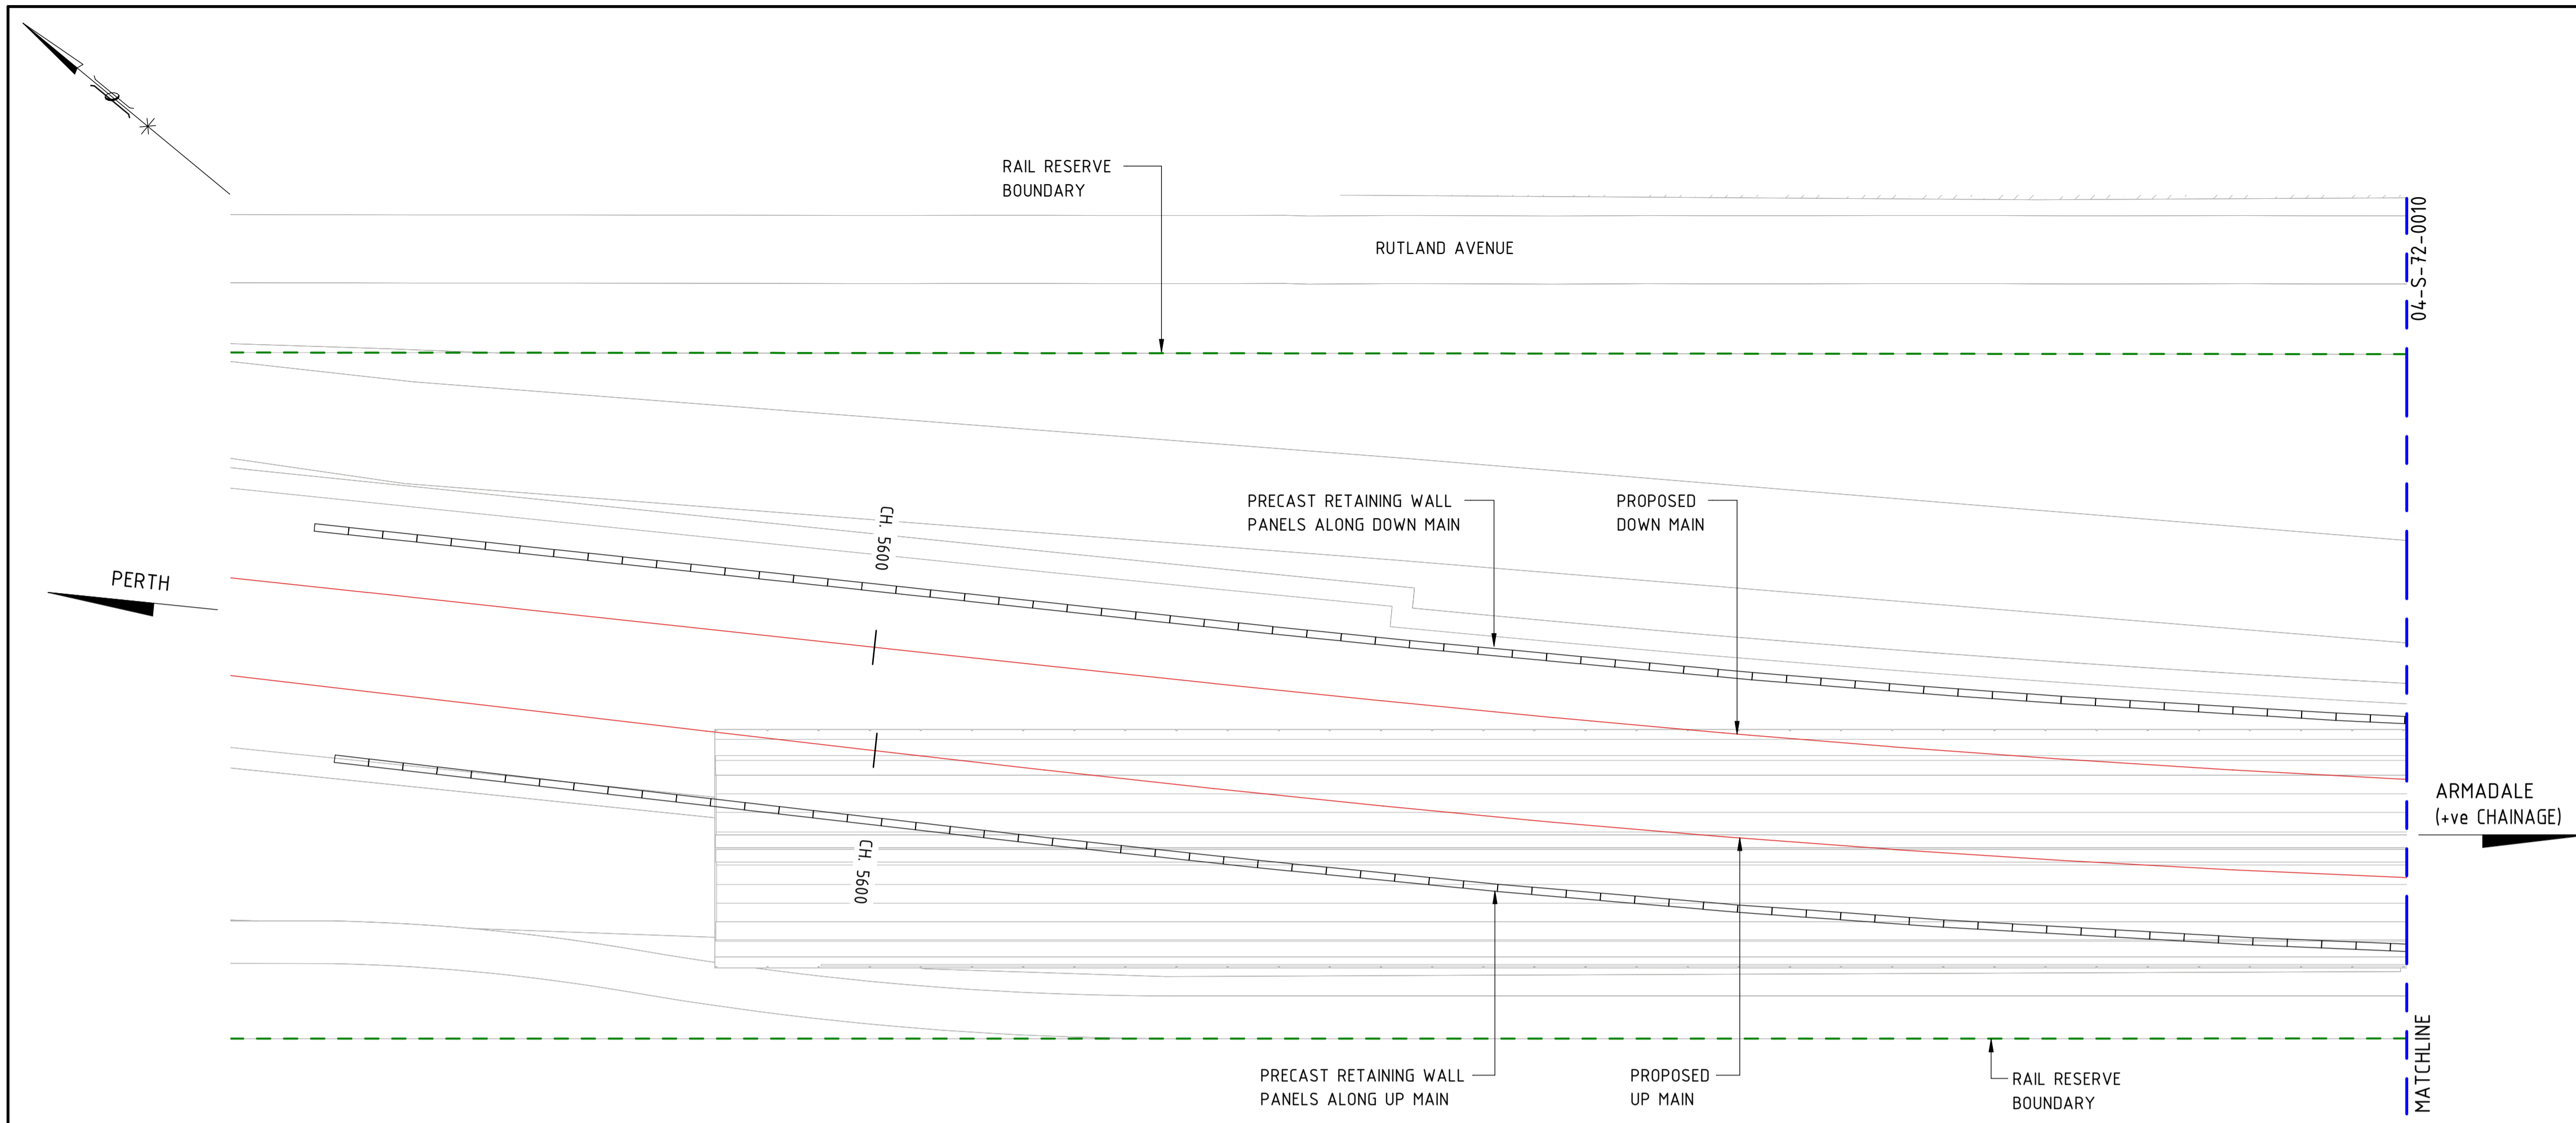 RAIL RESERVE
BOUNDARY
RUTLAND AVENUE
04-S-72-0010
CH. 5600
PRECAST RETAINING WALL
PANELS ALONG DOWN MAIN
PROPOSED
DOWN MAIN
PERTH
ARMADALE
(+ve CHAINAGE)
CH. 5600
PRECAST RETAINING WALL
PANELS ALONG UP MAIN
PROPOSED
UP MAIN
RAIL RESERVE
BOUNDARY
MATCHLINE